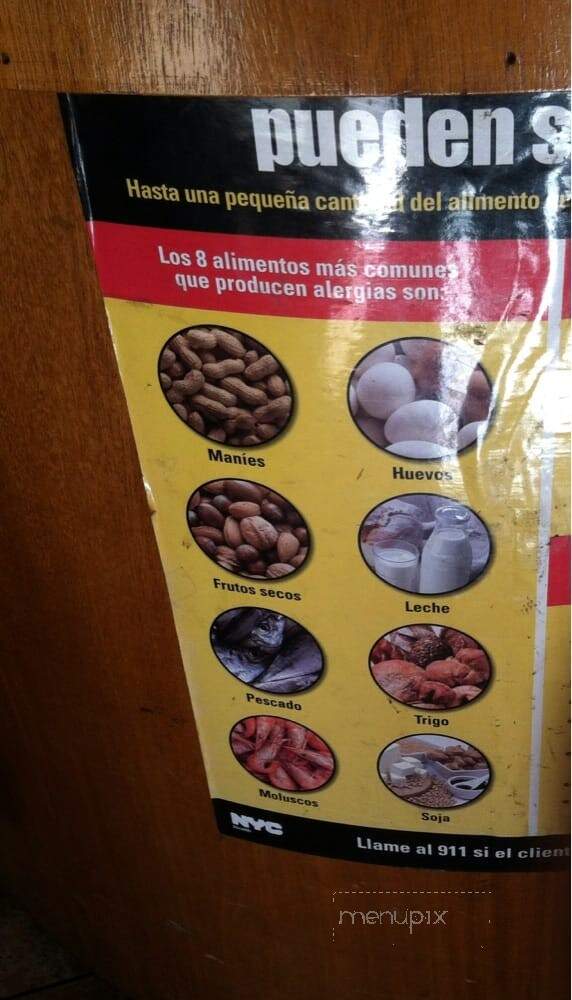 pueden s
Hasta una pequeña cantidad del alimento
Los 8 alimentos más comunes
que producen alergias son:
Maníes
Huevos
Frutos secos
Leche
Pescado
Trigo
Moluscos
Soja
NYC
Llame al 911 si el client
menupix